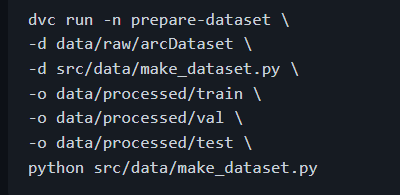 dvc run -n prepare-dataset \
-d data/raw/arcDataset \
-d src/data/make_dataset.py \
-o data/processed/train \
-o data/processed/val \
-o data/processed/test \
python src/data/make_dataset.py